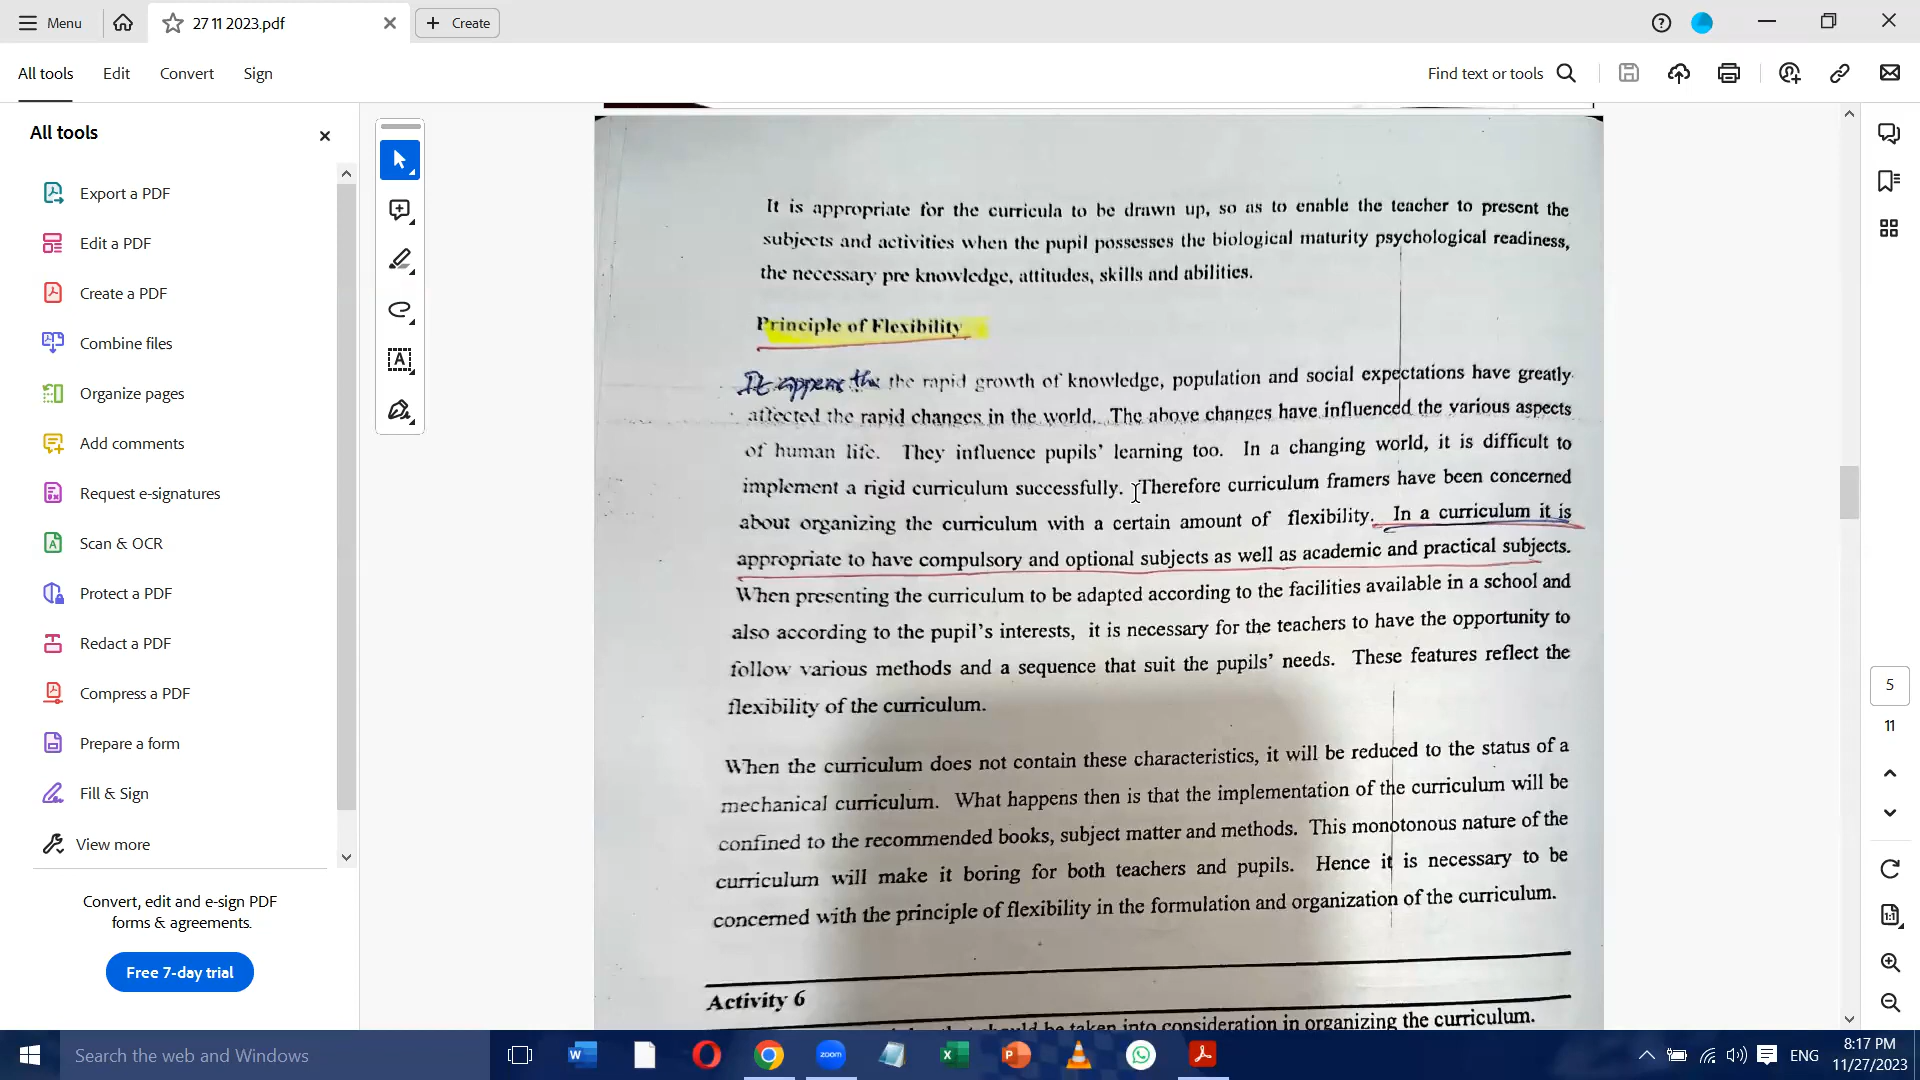 Menu
27 11 2023.pdf
Create
All tools
Edit
Convert
Sign
Find text or tools
All tools
Export a PDF
Edit a PDF
Create a PDF
Combine files
Organize pages
Add comments
Request e-signatures
Scan & OCR
Protect a PDF
Redact a PDF
Compress a PDF
Prepare a form
Fill & Sign
View more
Convert, edit and e-sign PDF
forms & agreements.
Free 7-day trial
It is appropriate for the curricula to be drawn up, so as to enable the teacher to present the
subjects and activities when the pupil possesses the biological maturity psychological readiness,
the necessary pre knowledge, attitudes, skills and abilities.
Principle of Flexibility
It appears the the rapid growth of knowledge, population and social expectations have greatly
affected the rapid changes in the world. The above changes have influenced the various aspects
of human life. They influence pupils' learning too. In a changing world, it is difficult to
implement a rigid curriculum successfully. Therefore curriculum framers have been concerned
about organizing the curriculum with a certain amount of flexibility. In a curriculum it is
appropriate to have compulsory and optional subjects as well as academic and practical subjects.
When presenting the curriculum to be adapted according to the facilities available in a school and
also according to the pupil's interests, it is necessary for the teachers to have the opportunity to
follow various methods and a sequence that suit the pupils' needs. These features reflect the
flexibility of the curriculum.
When the curriculum does not contain these characteristics, it will be reduced to the status of a
mechanical curriculum. What happens then is that the implementation of the curriculum will be
confined to the recommended books, subject matter and methods. This monotonous nature of the
curriculum will make it boring for both teachers and pupils. Hence it is necessary to be
concerned with the principle of flexibility in the formulation and organization of the curriculum.
Activity 6
be taken into consideration in organizing the curriculum.
5
11
1:1
Search the web and Windows
zoom
ENG
8:17 PM
11/27/2023